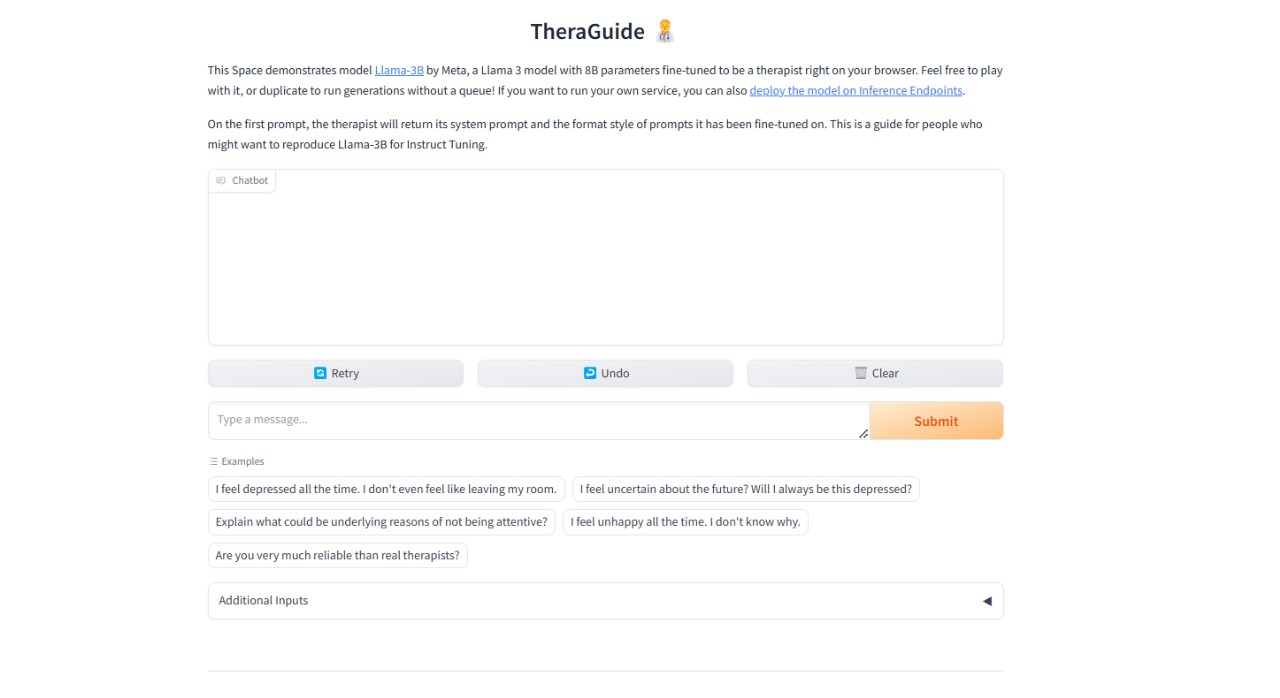 TheraGuide
This Space demonstrates model Llama-3B by Meta, a Llama 3 model with 8B parameters fine-tuned to be a therapist right on your browser. Feel free to play
with it, or duplicate to run generations without a queue! If you want to run your own service, you can also deploy the model on Inference Endpoints.
On the first prompt, the therapist will return its system prompt and the format style of prompts it has been fine-tuned on. This is a guide for people who
might want to reproduce Llama-3B for Instruct Tuning.
Chatbot
Retry Undo Clear
Type a message... Submit
Examples
I feel depressed all the time. I don't even feel like leaving my room. I feel uncertain about the future? Will I always be this depressed?
Explain what could be underlying reasons of not being attentive? I feel unhappy all the time. I don't know why.
Are you very much reliable than real therapists?
Additional Inputs